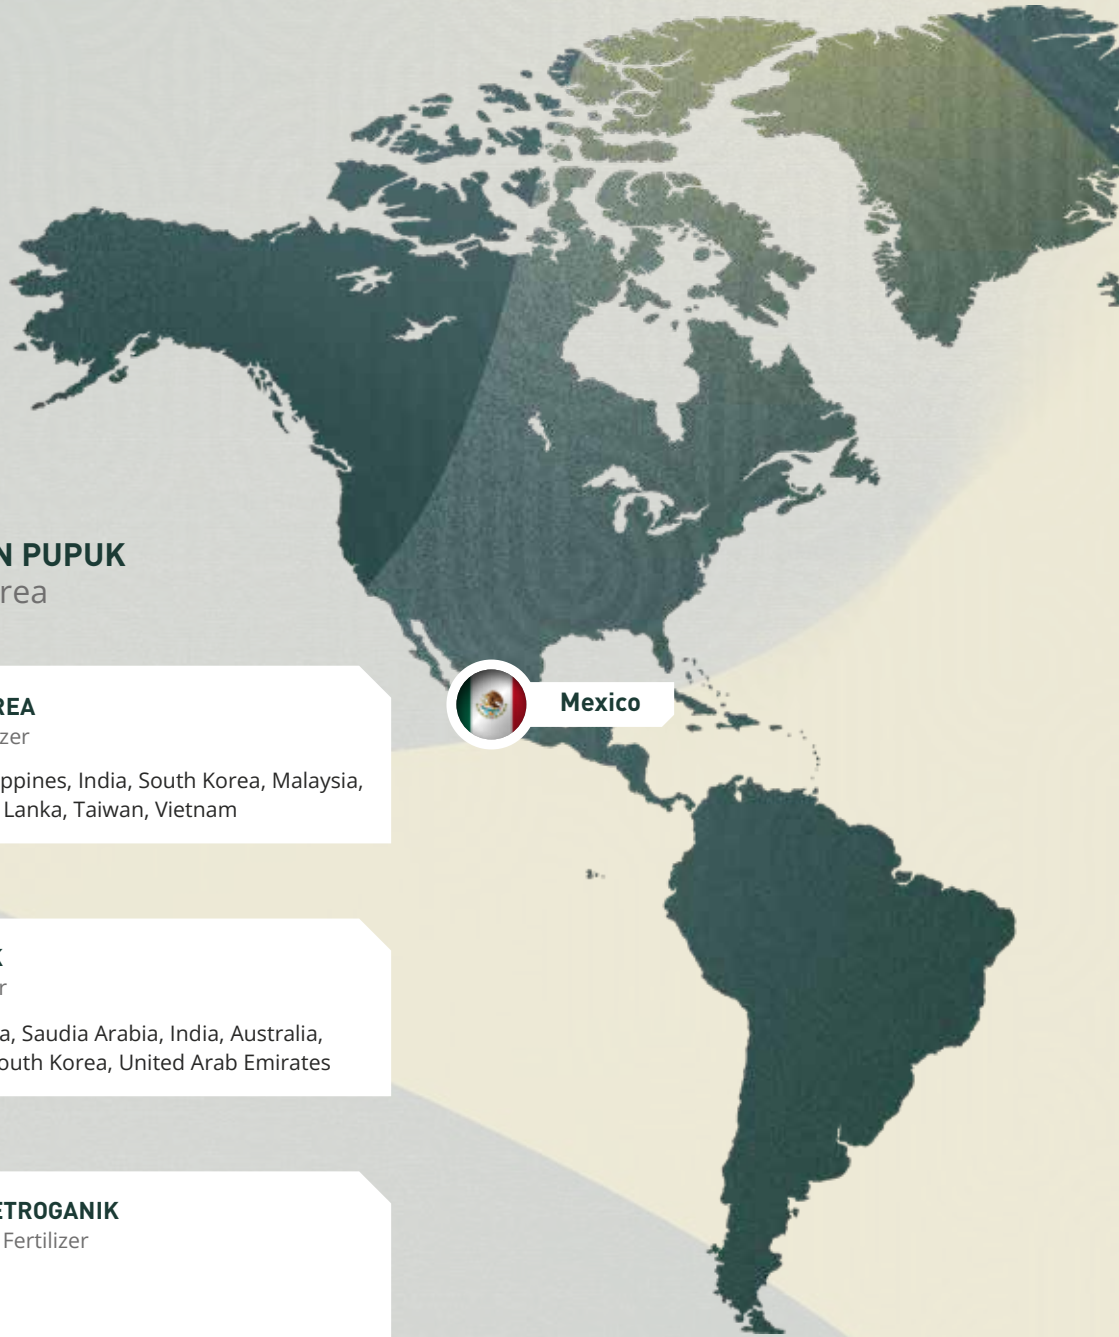 N PUPUK
rea
REA
zer
ppines, India, South Korea, Malaysia,
Lanka, Taiwan, Vietnam
Mexico
K
r
a, Saudia Arabia, India, Australia,
outh Korea, United Arab Emirates
ETROGANIK
Fertilizer